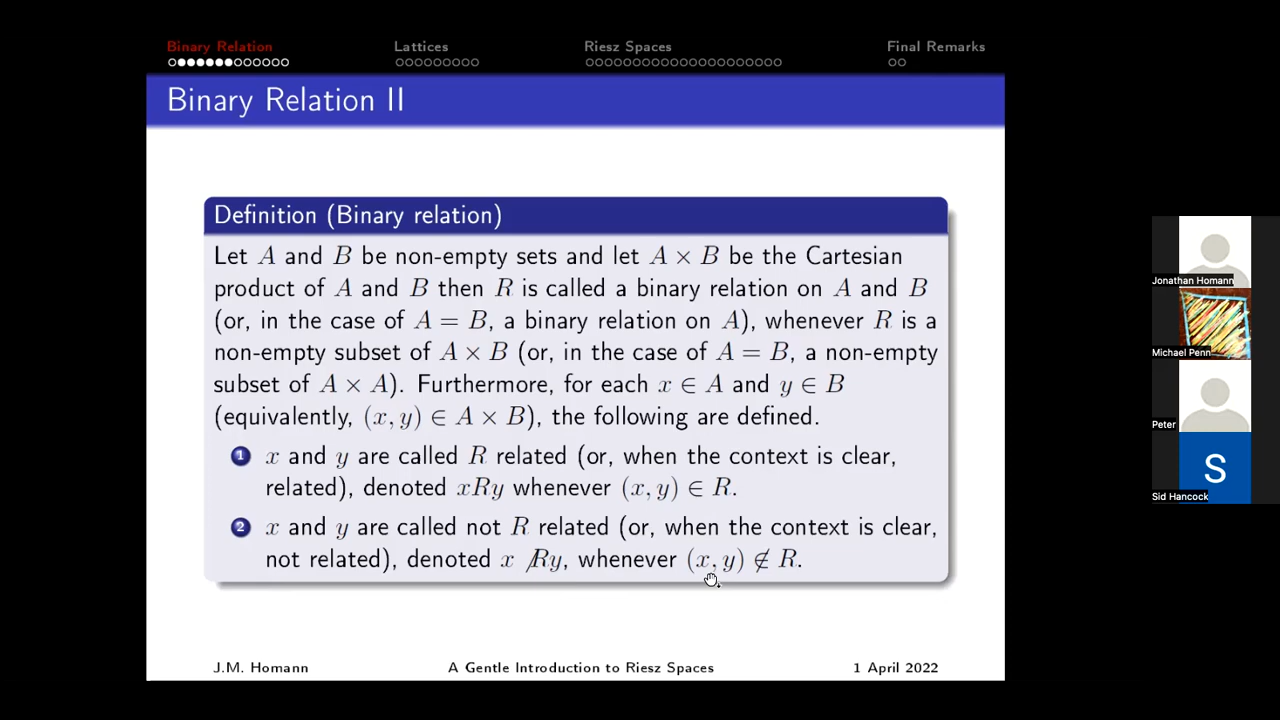 Binary Relation Lattices Riesz Spaces Final Remarks
Binary Relation II
Definition (Binary relation)
Let A and B be non-empty sets and let A × B be the Cartesian
product of A and B then R is called a binary relation on A and B
(or, in the case of A = B, a binary relation on A), whenever R is a
non-empty subset of A × B (or, in the case of A = B, a non-empty
subset of A × A). Furthermore, for each x ∈ A and y ∈ B
(equivalently, (x, y) ∈ A × B), the following are defined.
1 x and y are called R related (or, when the context is clear,
related), denoted xRy whenever (x, y) ∈ R.
2 x and y are called not R related (or, when the context is clear,
not related), denoted x R̸y, whenever (x, y) ∉ R.
J.M. Homann A Gentle Introduction to Riesz Spaces 1 April 2022
Jonathan Homann
Michael Penn
Peter
S
Sid Hancock